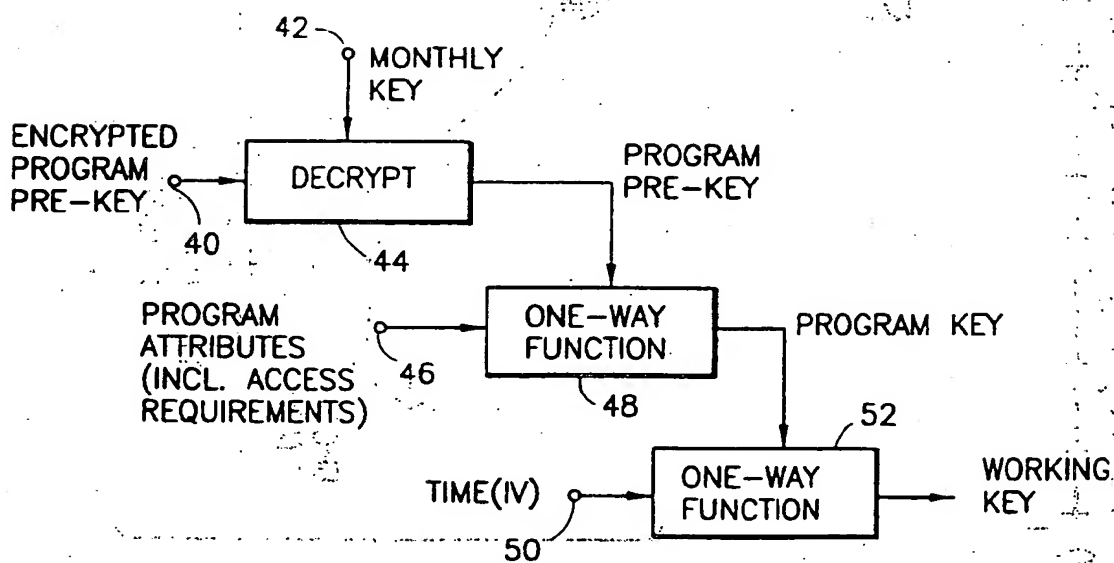 42
MONTHLY
KEY
ENCRYPTED
PROGRAM
PRE-KEY
40
DECRYPT
44
PROGRAM
PRE-KEY
PROGRAM
ATTRIBUTES
(INCL. ACCESS
REQUIREMENTS)
46
ONE-WAY
FUNCTION
48
PROGRAM KEY
52
TIME(IV)
50
ONE-WAY
FUNCTION
WORKING
KEY